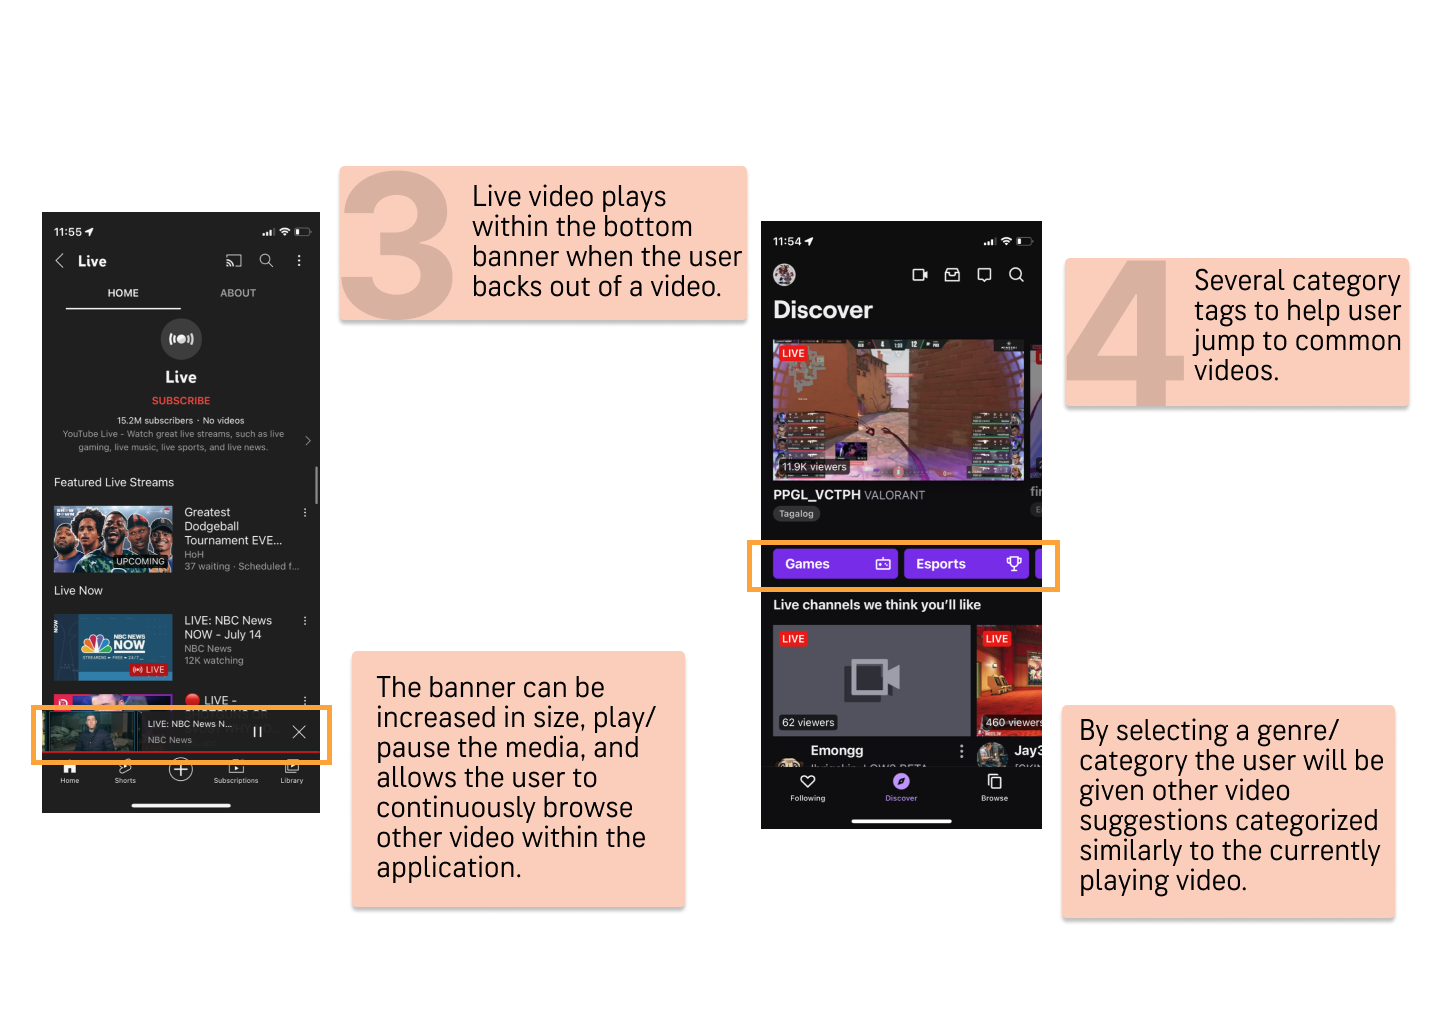 3
Live video plays
within the bottom
banner when the user
backs out of a video.
11:55
Live
HOME
ABOUT
Live
SUBSCRIBE
15.2M subscribers · No videos
YouTube Live - Watch great live streams, such as live
gaming, live music, live sports, and live news.
Featured Live Streams
UPCOMING
Greatest
Dodgeball
Tournament EVE...
HoH
37 waiting · Scheduled f...
Live Now
NOW
NBC NEWS
NOW
STREAMING • FREE • 24/7
LIVE
LIVE: NBC News
NOW - July 14
NBC News
12K watching
LIVE -
LIVE: NBC News N...
NBC News
Home
Shorts
Subscriptions
Library
The banner can be
increased in size, play/
pause the media, and
allows the user to
continuously browse
other video within the
application.
11:54
Discover
LIVE
11.9K viewers
PPGL_VCTPH VALORANT
Tagalog
Games
Esports
Live channels we think you'll like
LIVE
62 viewers
LIVE
460 viewers
Emongg
Jay3
Following
Discover
Browse
4
Several category
tags to help user
jump to common
videos.
By selecting a genre/
category the user will be
given other video
suggestions categorized
similarly to the currently
playing video.